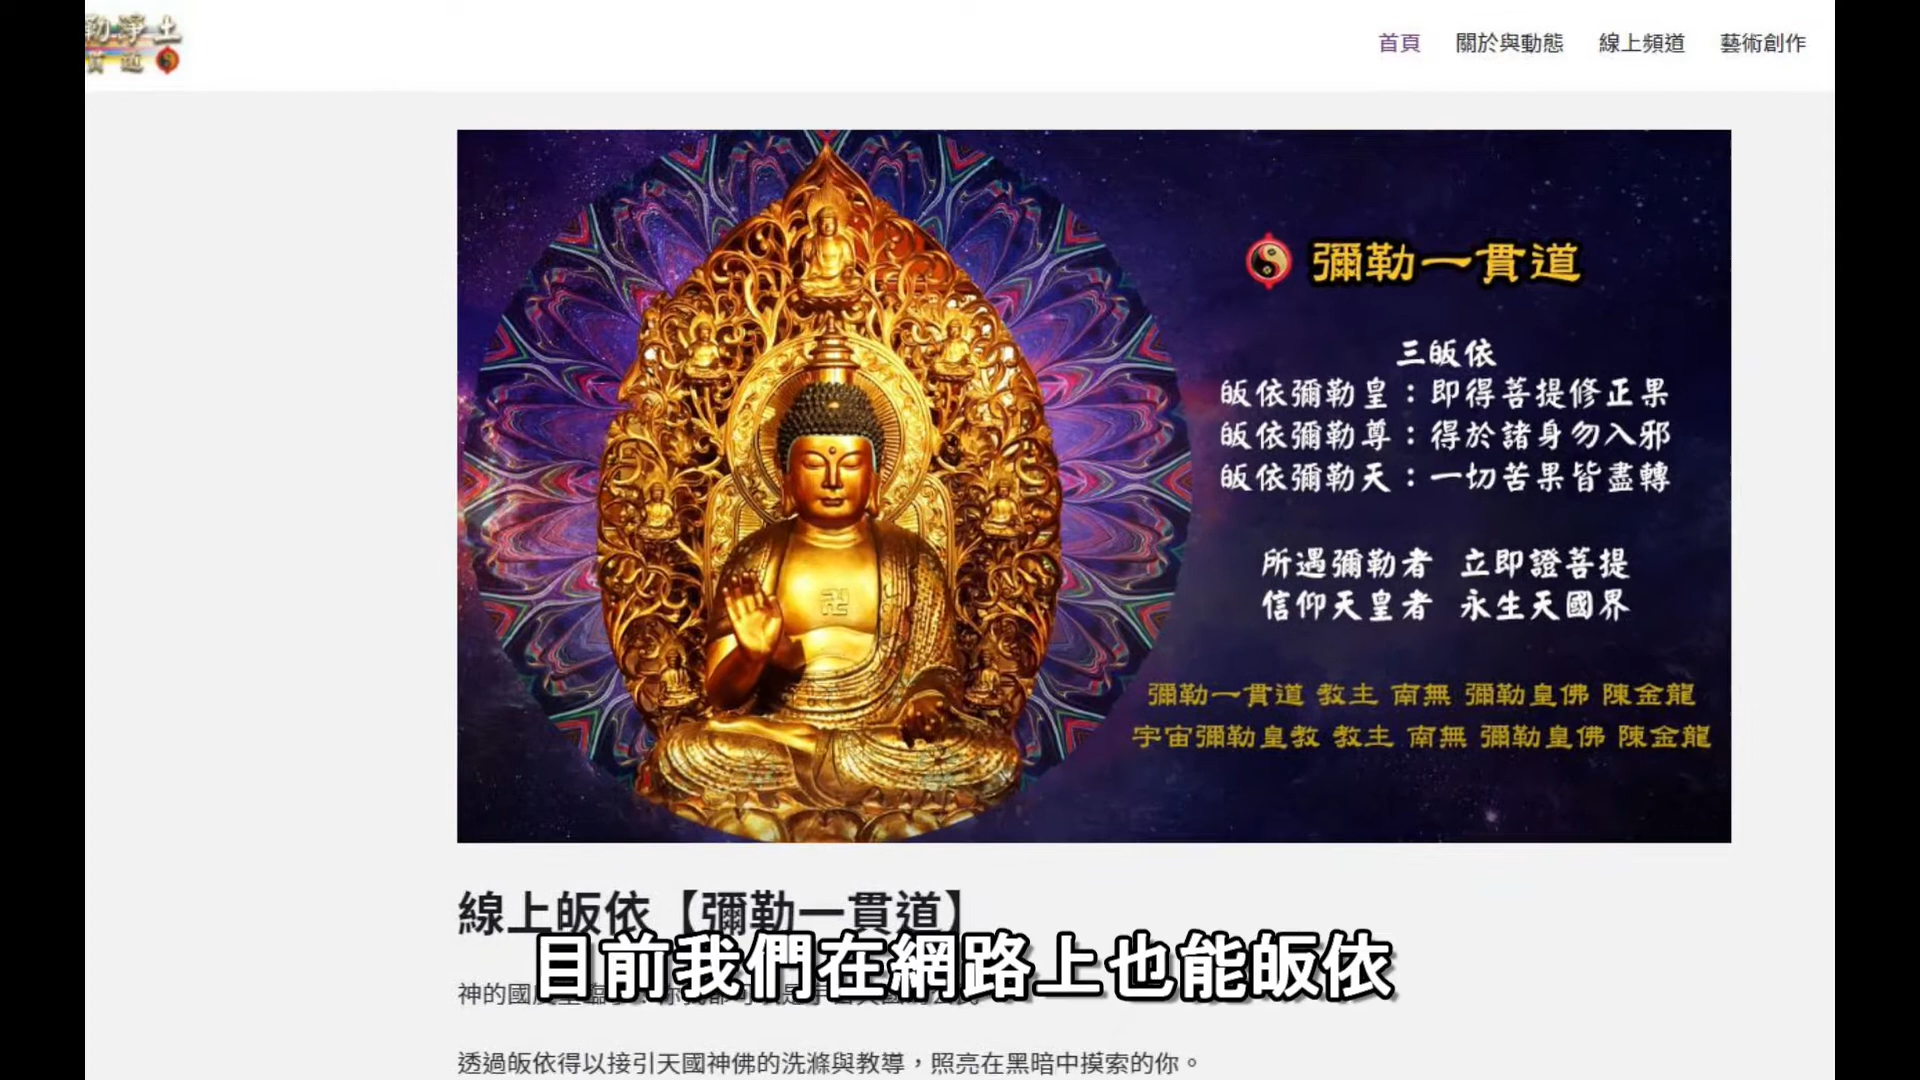 勒淨土
貫道
首頁 關於與動態 線上頻道 藝術創作
彌勒一貫道
三皈依
皈依彌勒皇：即得菩提修正果
皈依彌勒尊：得於諸身勿入邪
皈依彌勒天：一切苦果皆盡轉
所遇彌勒者 立即證菩提
信仰天皇者 永生天國界
彌勒一貫道 教主 南無 彌勒皇佛 陳金龍
宇宙彌勒皇教 教主 南無 彌勒皇佛 陳金龍
卍
線上皈依【彌勒一貫道】
目前我們在網路上也能皈依
神的國
透過皈依得以接引天國神佛的洗滌與教導，照亮在黑暗中摸索的你。